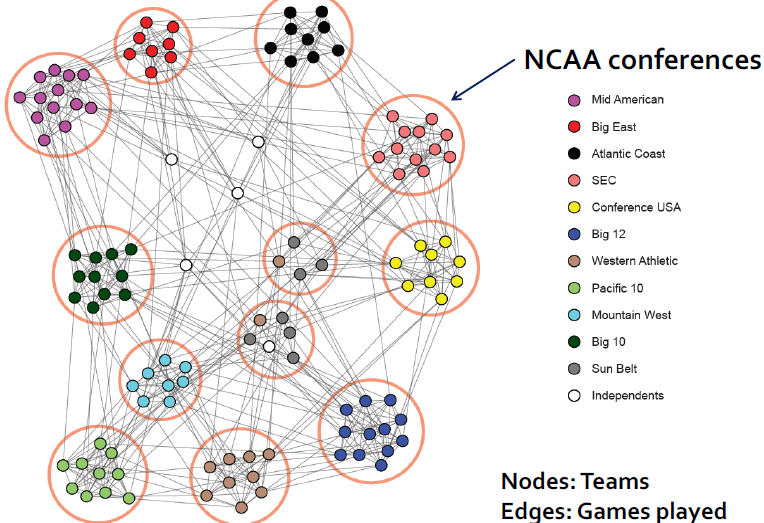 NCAA conferences
Mid American
Big East
Atlantic Coast
SEC
Conference USA
Big 12
Western Athletic
Pacific 10
Mountain West
Big 10
Sun Belt
Independents
Nodes: Teams
Edges: Games played